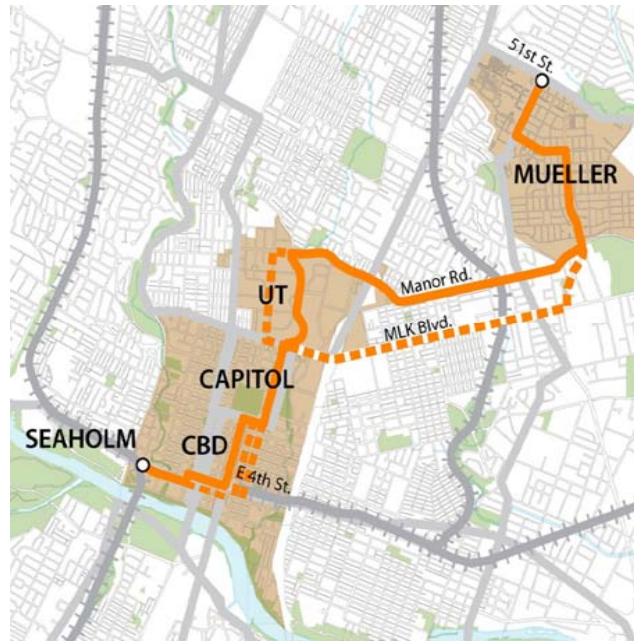 51st St.
MUELLER
Manor Rd.
UT
MLK Blvd.
CAPITOL
SEAHOLM
CBD
E 4th St.